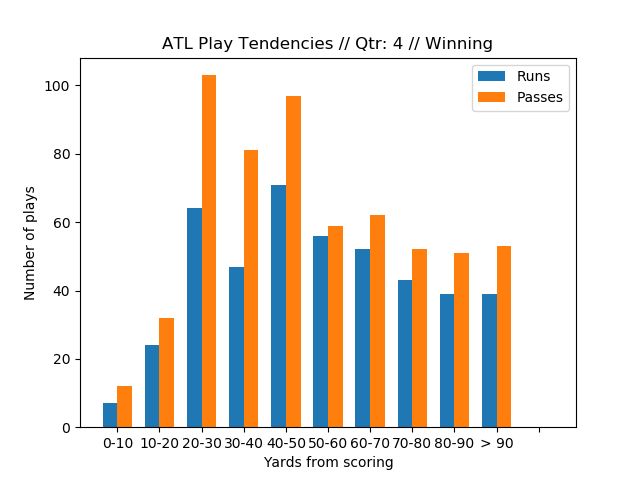 ATL Play Tendencies // Qtr: 4 // Winning
Runs
Passes
Number of plays
100
80
60
40
20
0
0-10 10-20 20-30 30-40 40-50 50-60 60-70 70-80 80-90 > 90
Yards from scoring